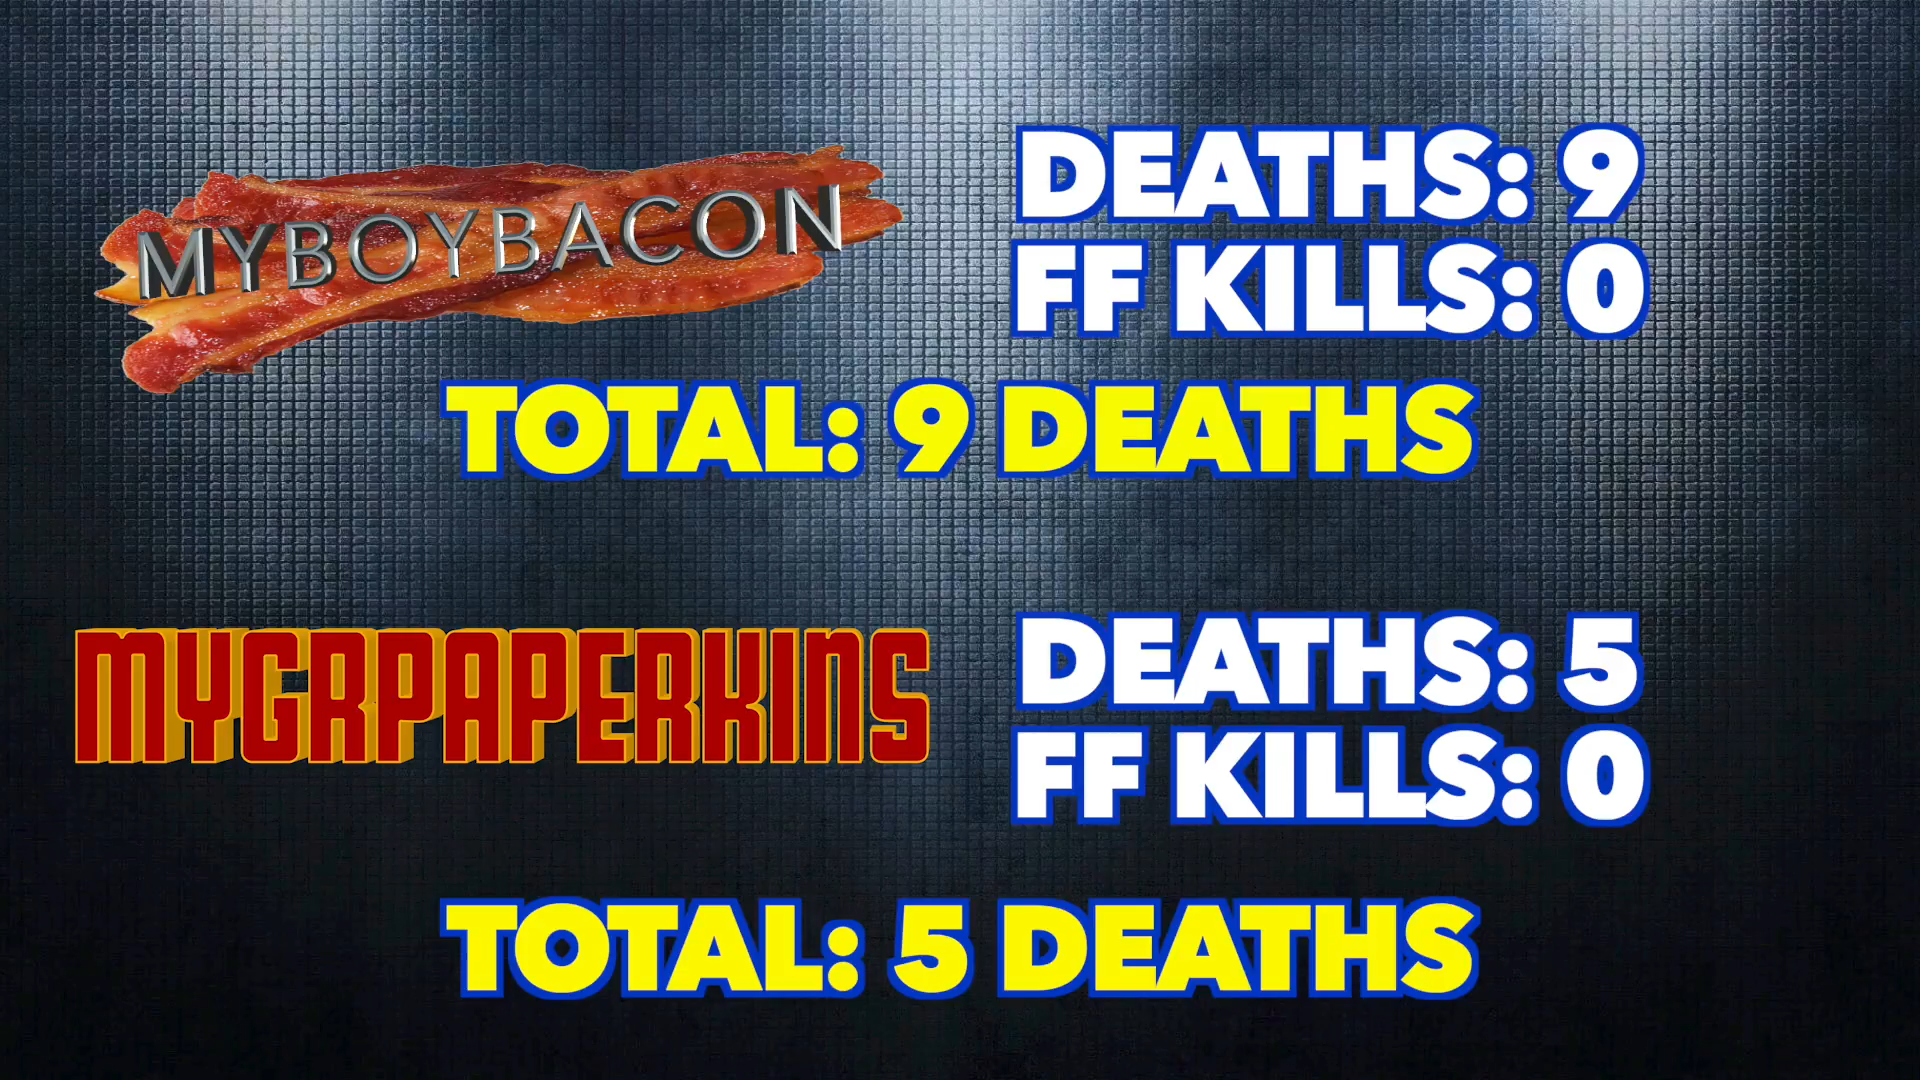 MYBOYBACON
DEATHS: 9
FF KILLS: 0
TOTAL: 9 DEATHS
MYGRPAPERKINS
DEATHS: 5
FF KILLS: 0
TOTAL: 5 DEATHS